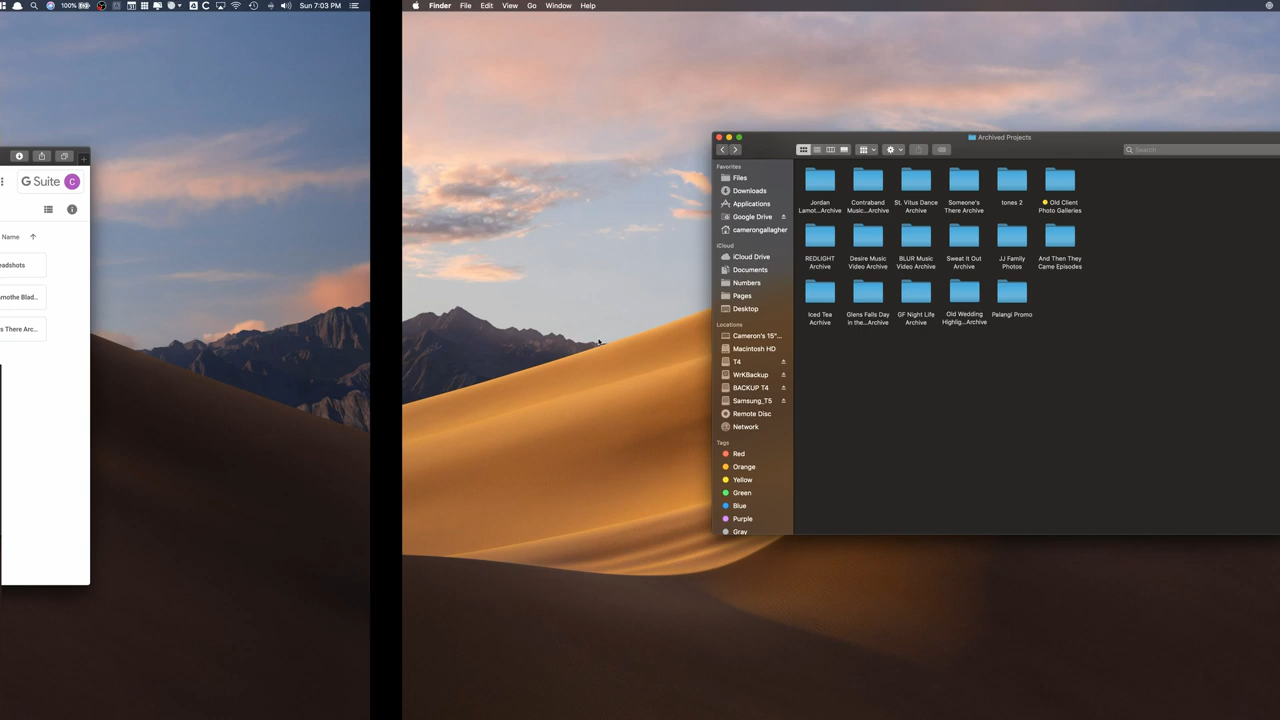 100%
Sun 7:03 PM
G Suite
C
Name
eadshots
mothe Blad...
s There Arc...
Finder File Edit View Go Window Help
Archived Projects
Search
Favorites
Files
Downloads
Applications
Google Drive
camerongallagher
iCloud
iCloud Drive
Documents
Numbers
Pages
Desktop
Locations
Cameron's 15"...
Macintosh HD
T4
WrKBackup
BACKUP T4
Samsung_T5
Remote Disc
Network
Tags
Red
Orange
Yellow
Green
Blue
Purple
Gray
Jordan
Lamot...Archive
Contraband
Music...Archive
St. Vitus Dance
Archive
Someone's
There Archive
tones 2
Old Client
Photo Galleries
REDLIGHT
Archive
Desire Music
Video Archive
BLUR Music
Video Archive
Sweat It Out
Archive
JJ Family
Photos
And Then They
Came Episodes
Iced Tea
Acrhive
Glens Falls Day
in the...Archive
GF Night Life
Archive
Old Wedding
Highlig...Archive
Palangi Promo